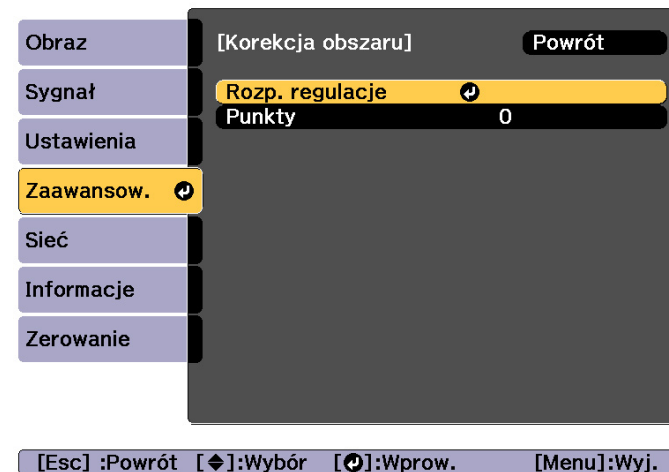 Obraz
Sygnał
Ustawienia
Zaawansow.
Sieć
Informacje
Zerowanie
[Korekcja obszaru] Powrót
Rozp. regulacje
Punkty 0
[Esc] :Powrót [◆]:Wybór [↵]:Wprow. [Menu]:Wyj.